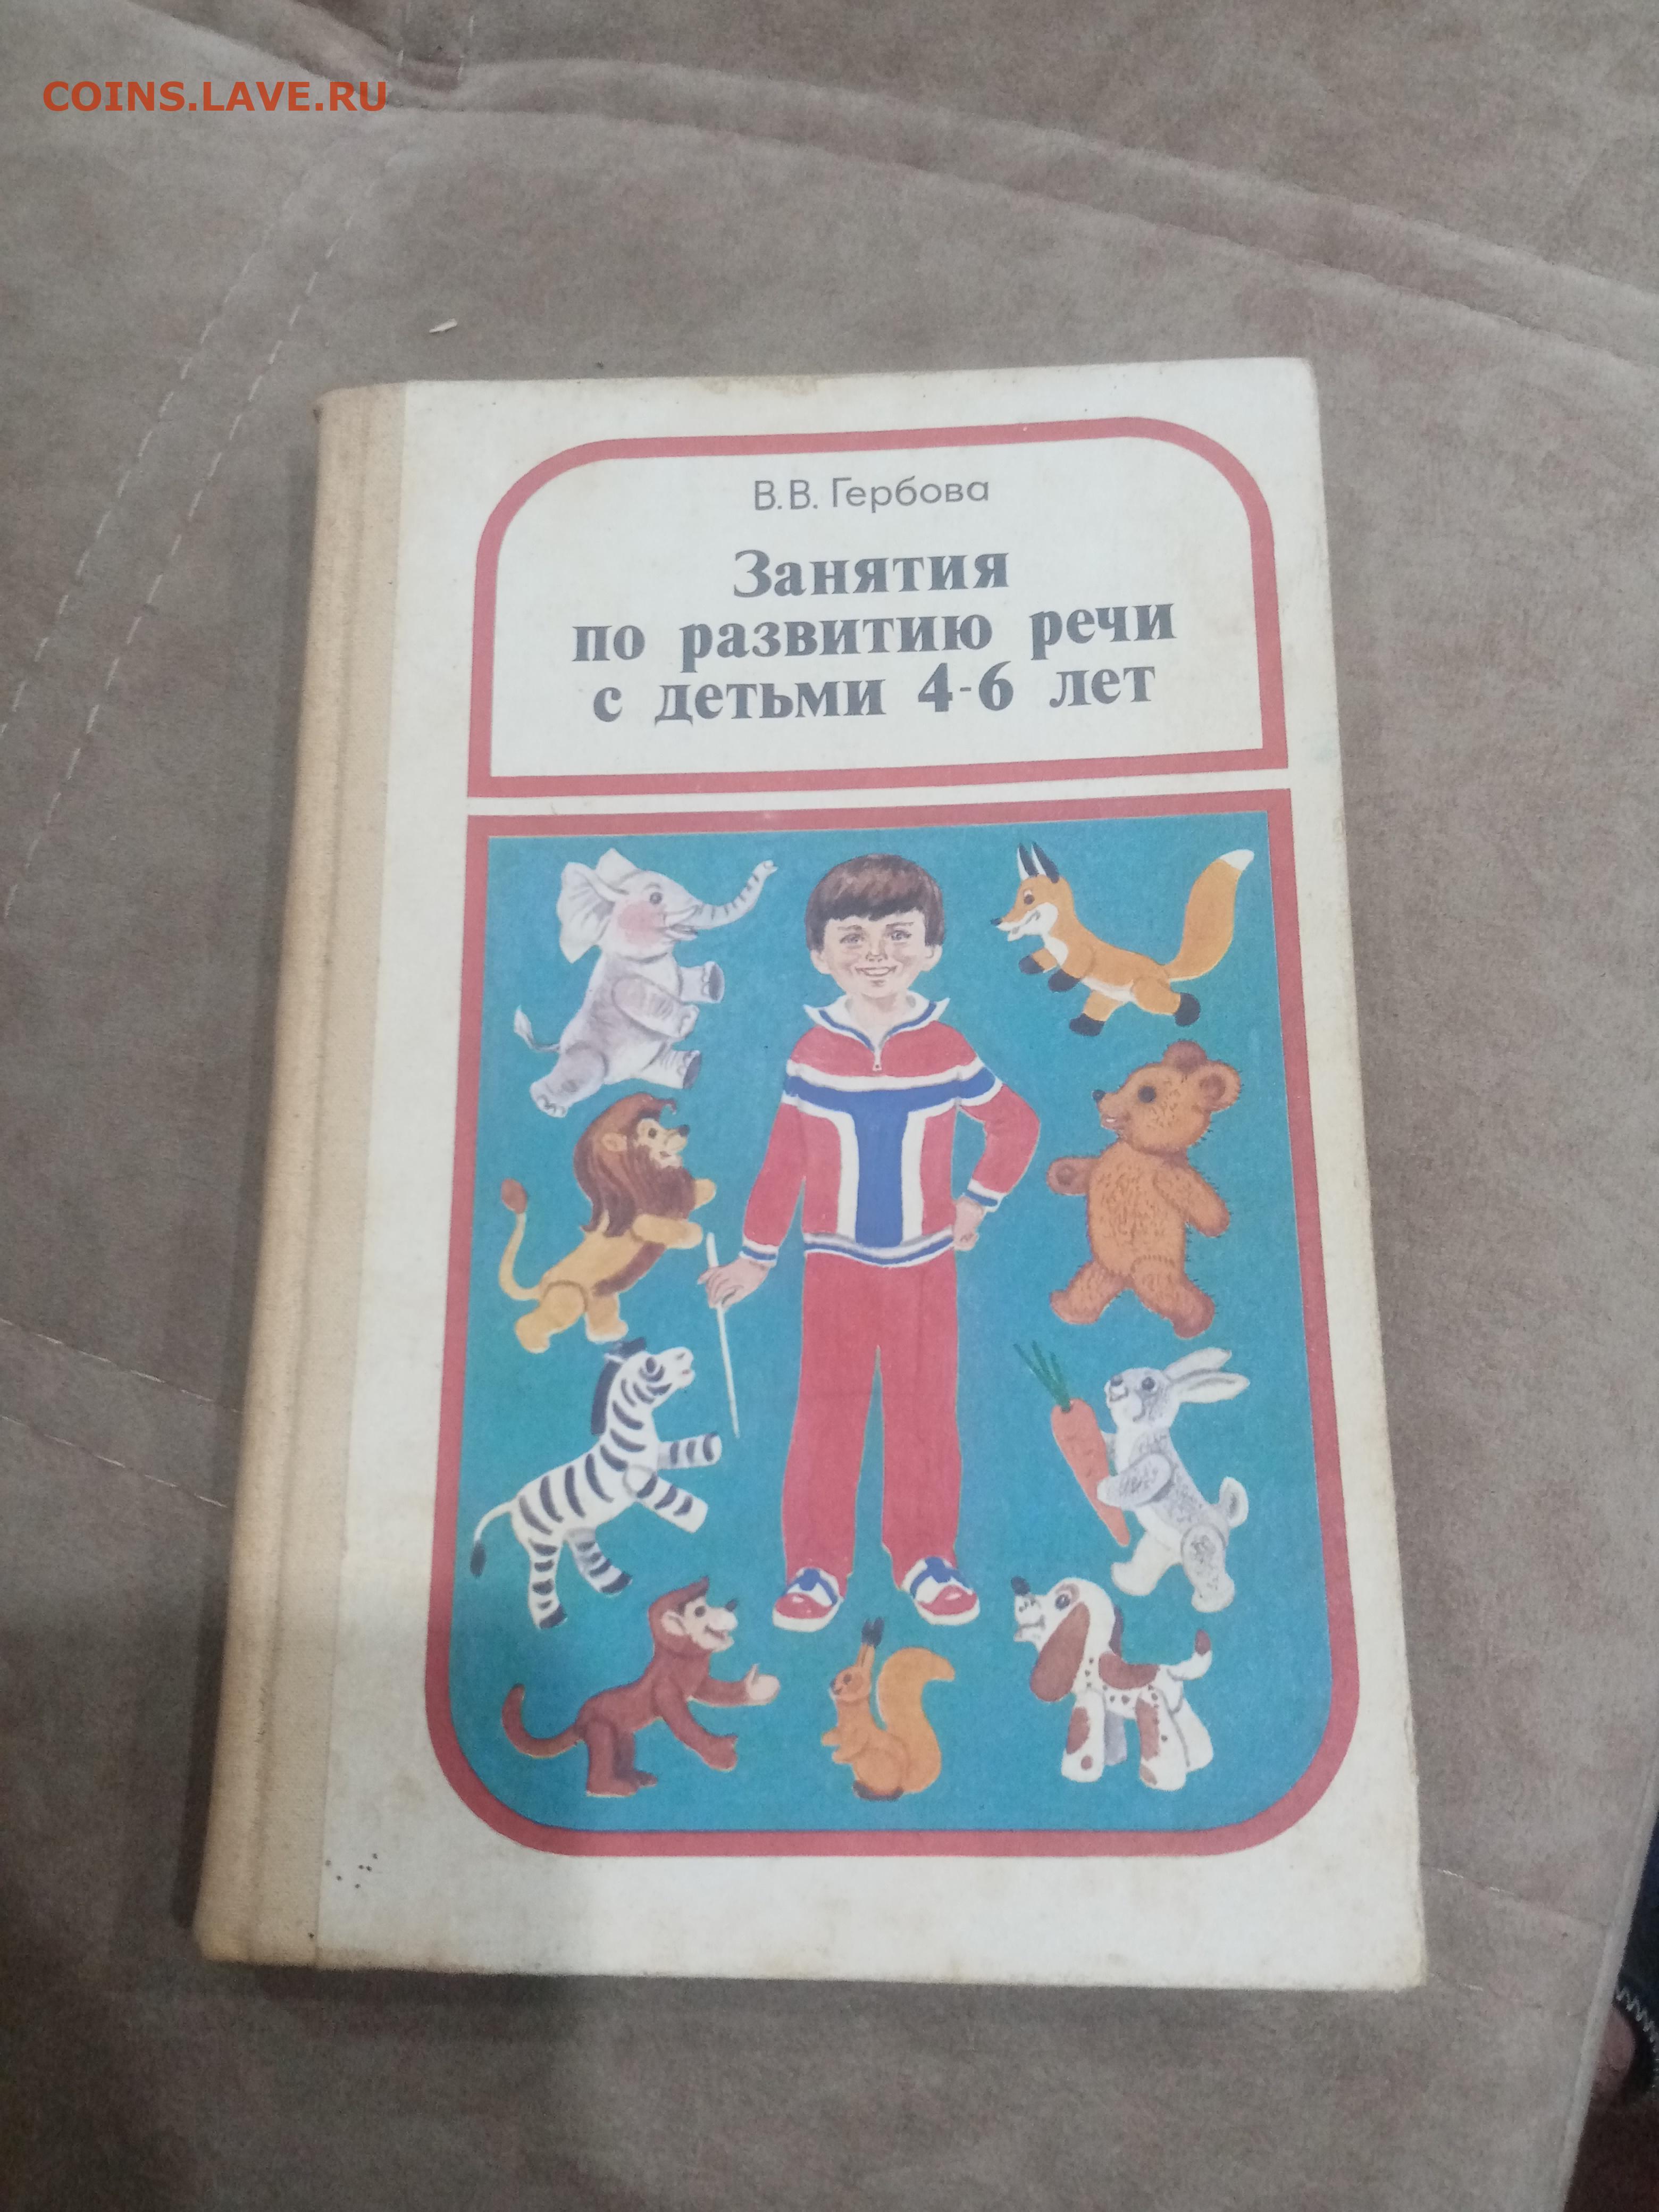 COINS.LAVE.RU
В.В. Гербова
Занятия
по развитию речи
с детьми 4-6 лет